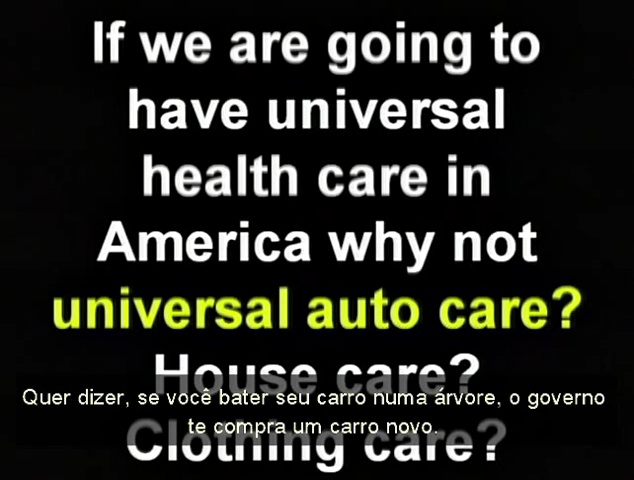 If we are going to
have universal
health care in
America why not
universal auto care?
House care?
Quer dizer, se você bater seu carro numa árvore, o governo
te compra um carro novo.
Clothing care?